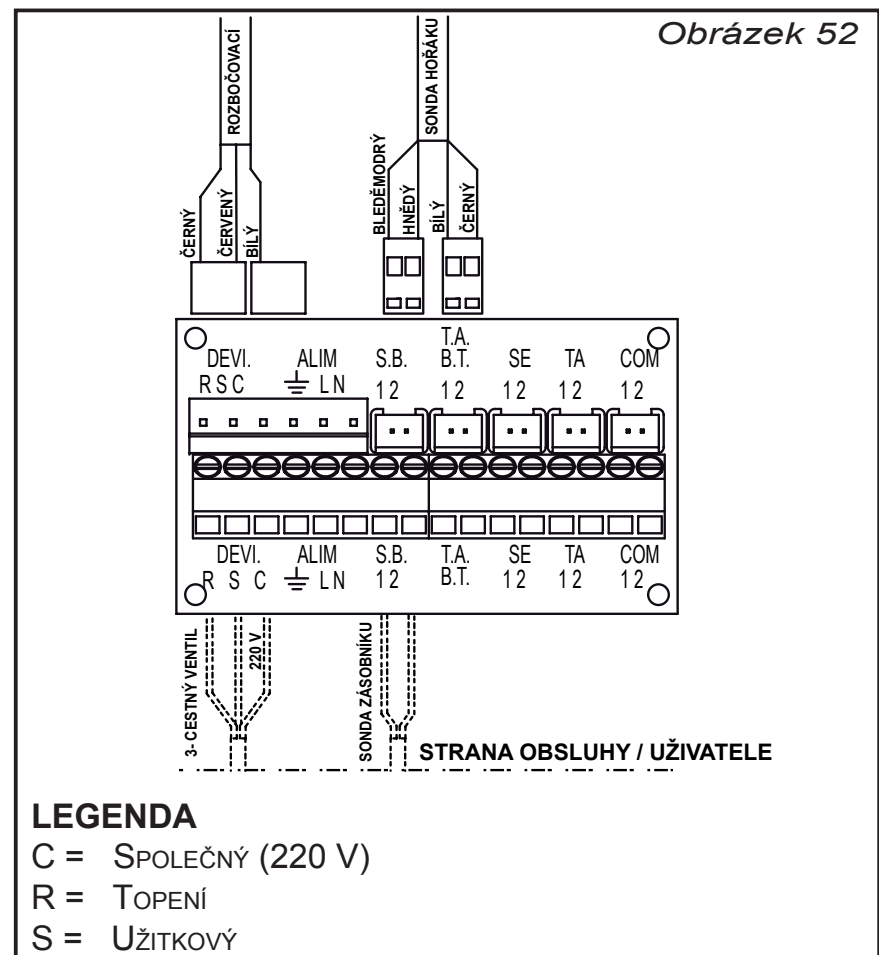 Obrázek 52
ROZBOČOVACÍ
SONDA HOŘÁKU
ČERNÝ
ČERVENÝ
BÍLÝ
BLEDĚMODRÝ
HNĚDÝ
BÍLÝ
ČERNÝ
DEVI. ALIM S.B. T.A. B.T. SE TA COM
R S C L N 1 2 1 2 1 2 1 2 1 2
DEVI. ALIM S.B. T.A. SE TA COM
R S C L N 1 2 B.T. 1 2 1 2 1 2
3- CESTNÝ VENTIL
220 V
SONDA ZÁSOBNÍKU
STRANA OBSLUHY / UŽIVATELE
LEGENDA
C = SPOLEČNÝ (220 V)
R = TOPENÍ
S = UŽITKOVÝ